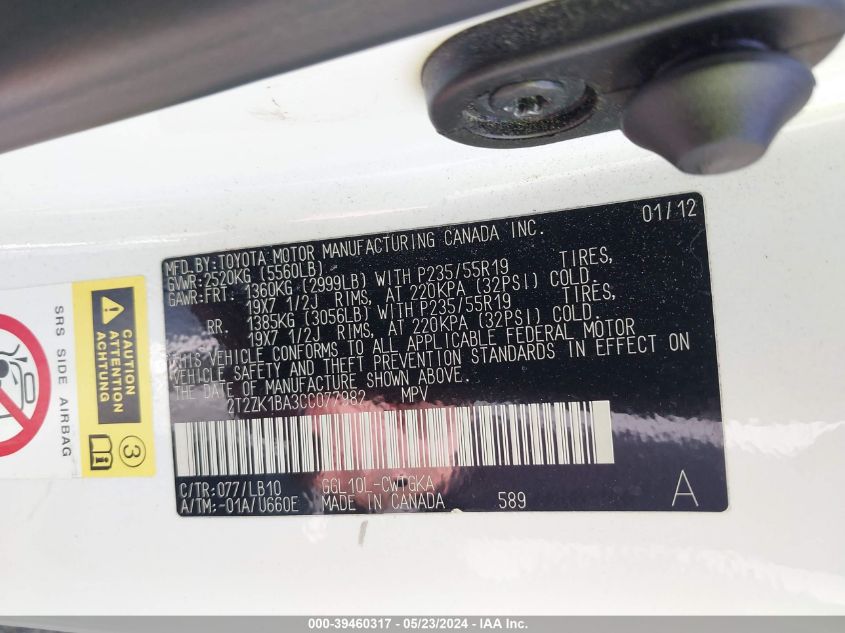 01/12
MFD.BY:TOYOTA MOTOR MANUFACTURING CANADA INC.
GVWR:2520KG (5560LB)
GAWR:FRT. 1360KG (2999LB) WITH P235/55R19 TIRES,
19X7 1/2J RIMS, AT 220KPA (32PSI) COLD.
RR. 1385KG (3056LB) WITH P235/55R19 TIRES,
19X7 1/2J RIMS, AT 220KPA (32PSI) COLD.
THIS VEHICLE CONFORMS TO ALL APPLICABLE FEDERAL MOTOR
VEHICLE SAFETY AND THEFT PREVENTION STANDARDS IN EFFECT ON
THE DATE OF MANUFACTURE SHOWN ABOVE.
2T2ZK1BA3CC077982 MPV
C/TR:077/LB10 GGL10L-CWTGKA
A/TM:-01A/U660E MADE IN CANADA 589 A
SRS SIDE AIRBAG
CAUTION
ATTENTION
ACHTUNG
3
000-39460317 - 05/23/2024 - IAA Inc.